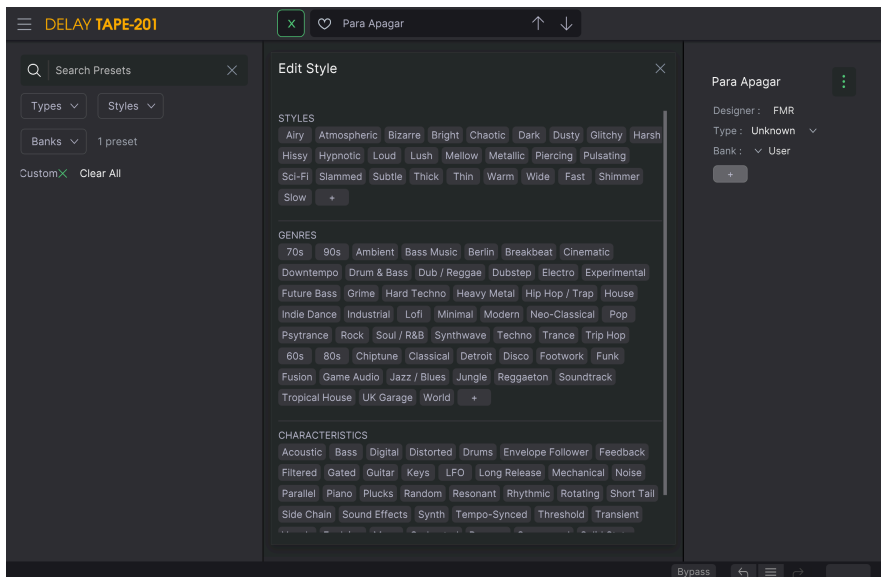 DELAY TAPE-201
Para Apagar
Search Presets
Types
Styles
Banks
1 preset
Custom
Clear All
Edit Style
STYLES
Airy Atmospheric Bizarre Bright Chaotic Dark Dusty Glitchy Harsh
Hissy Hypnotic Loud Lush Mellow Metallic Piercing Pulsating
Sci-Fi Slammed Subtle Thick Thin Warm Wide Fast Shimmer
Slow +
GENRES
70s 90s Ambient Bass Music Berlin Breakbeat Cinematic
Downtempo Drum & Bass Dub / Reggae Dubstep Electro Experimental
Future Bass Grime Hard Techno Heavy Metal Hip Hop / Trap House
Indie Dance Industrial Lofi Minimal Modern Neo-Classical Pop
Psytrance Rock Soul / R&B Synthwave Techno Trance Trip Hop
60s 80s Chiptune Classical Detroit Disco Footwork Funk
Fusion Game Audio Jazz / Blues Jungle Reggaeton Soundtrack
Tropical House UK Garage World +
CHARACTERISTICS
Acoustic Bass Digital Distorted Drums Envelope Follower Feedback
Filtered Gated Guitar Keys LFO Long Release Mechanical Noise
Parallel Piano Plucks Random Resonant Rhythmic Rotating Short Tail
Side Chain Sound Effects Synth Tempo-Synced Threshold Transient
Para Apagar
Designer : FMR
Type : Unknown
Bank : User
+
Bypass